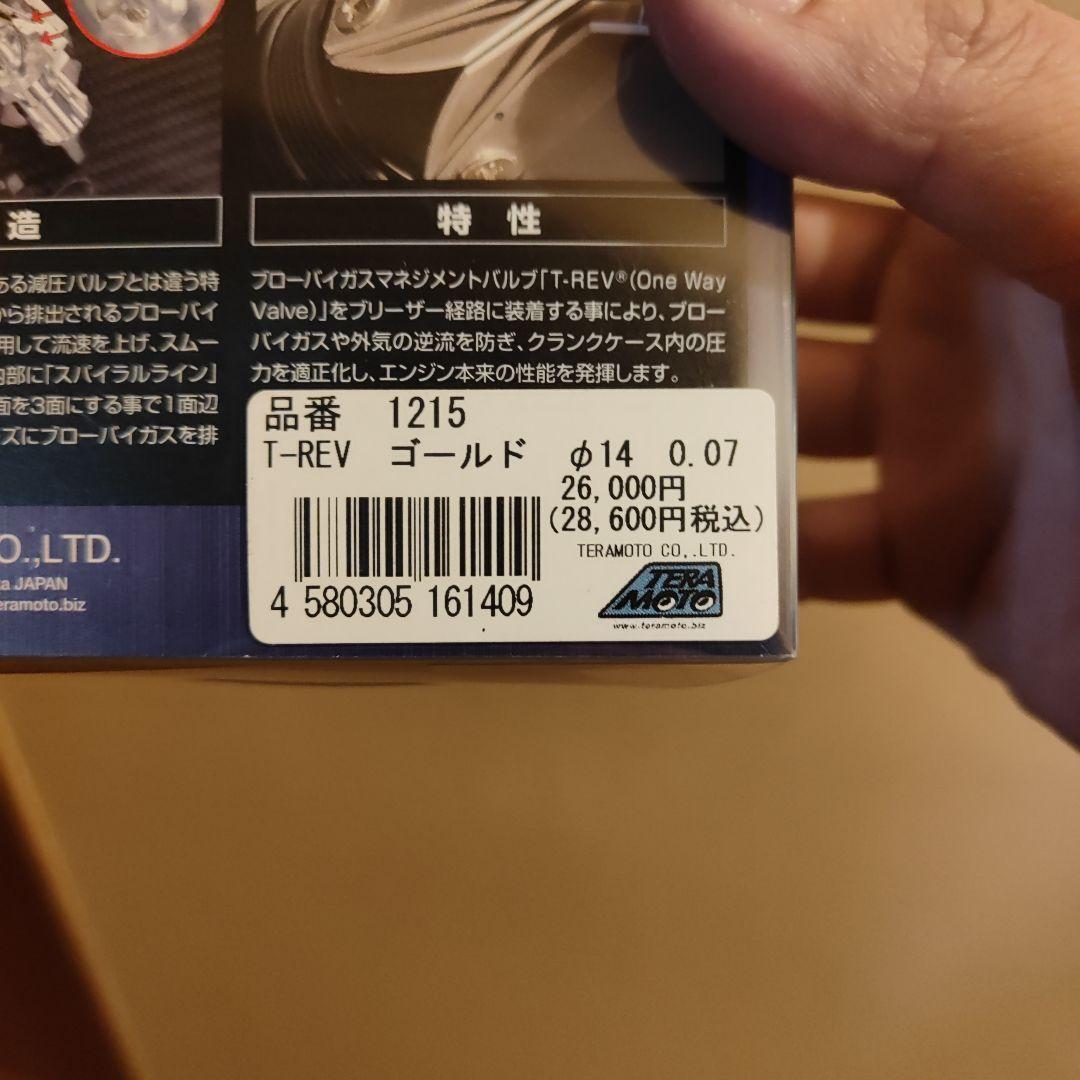 造
ある減圧バルブとは違う特
から排出されるブローバイ
用して流速を上げ、スムー
内部に「スパイラルライン」
面を3面にする事で1面辺
ズにブローバイガスを排
特 性
ブローバイガスマネジメントバルブ「T-REV®(One Way
Valve)」をブリーザー経路に装着する事により、ブロー
バイガスや外気の逆流を防ぎ、クランクケース内の圧
力を適正化し、エンジン本来の性能を発揮します。
品番 1215
T-REV ゴールド φ14 0.07
26,000円
(28,600円税込)
TERAMOTO CO,.LTD.
TERA
MOTO
www.teramoto.biz
4 580305 161409
O.,LTD.
ka JAPAN
eramoto.biz